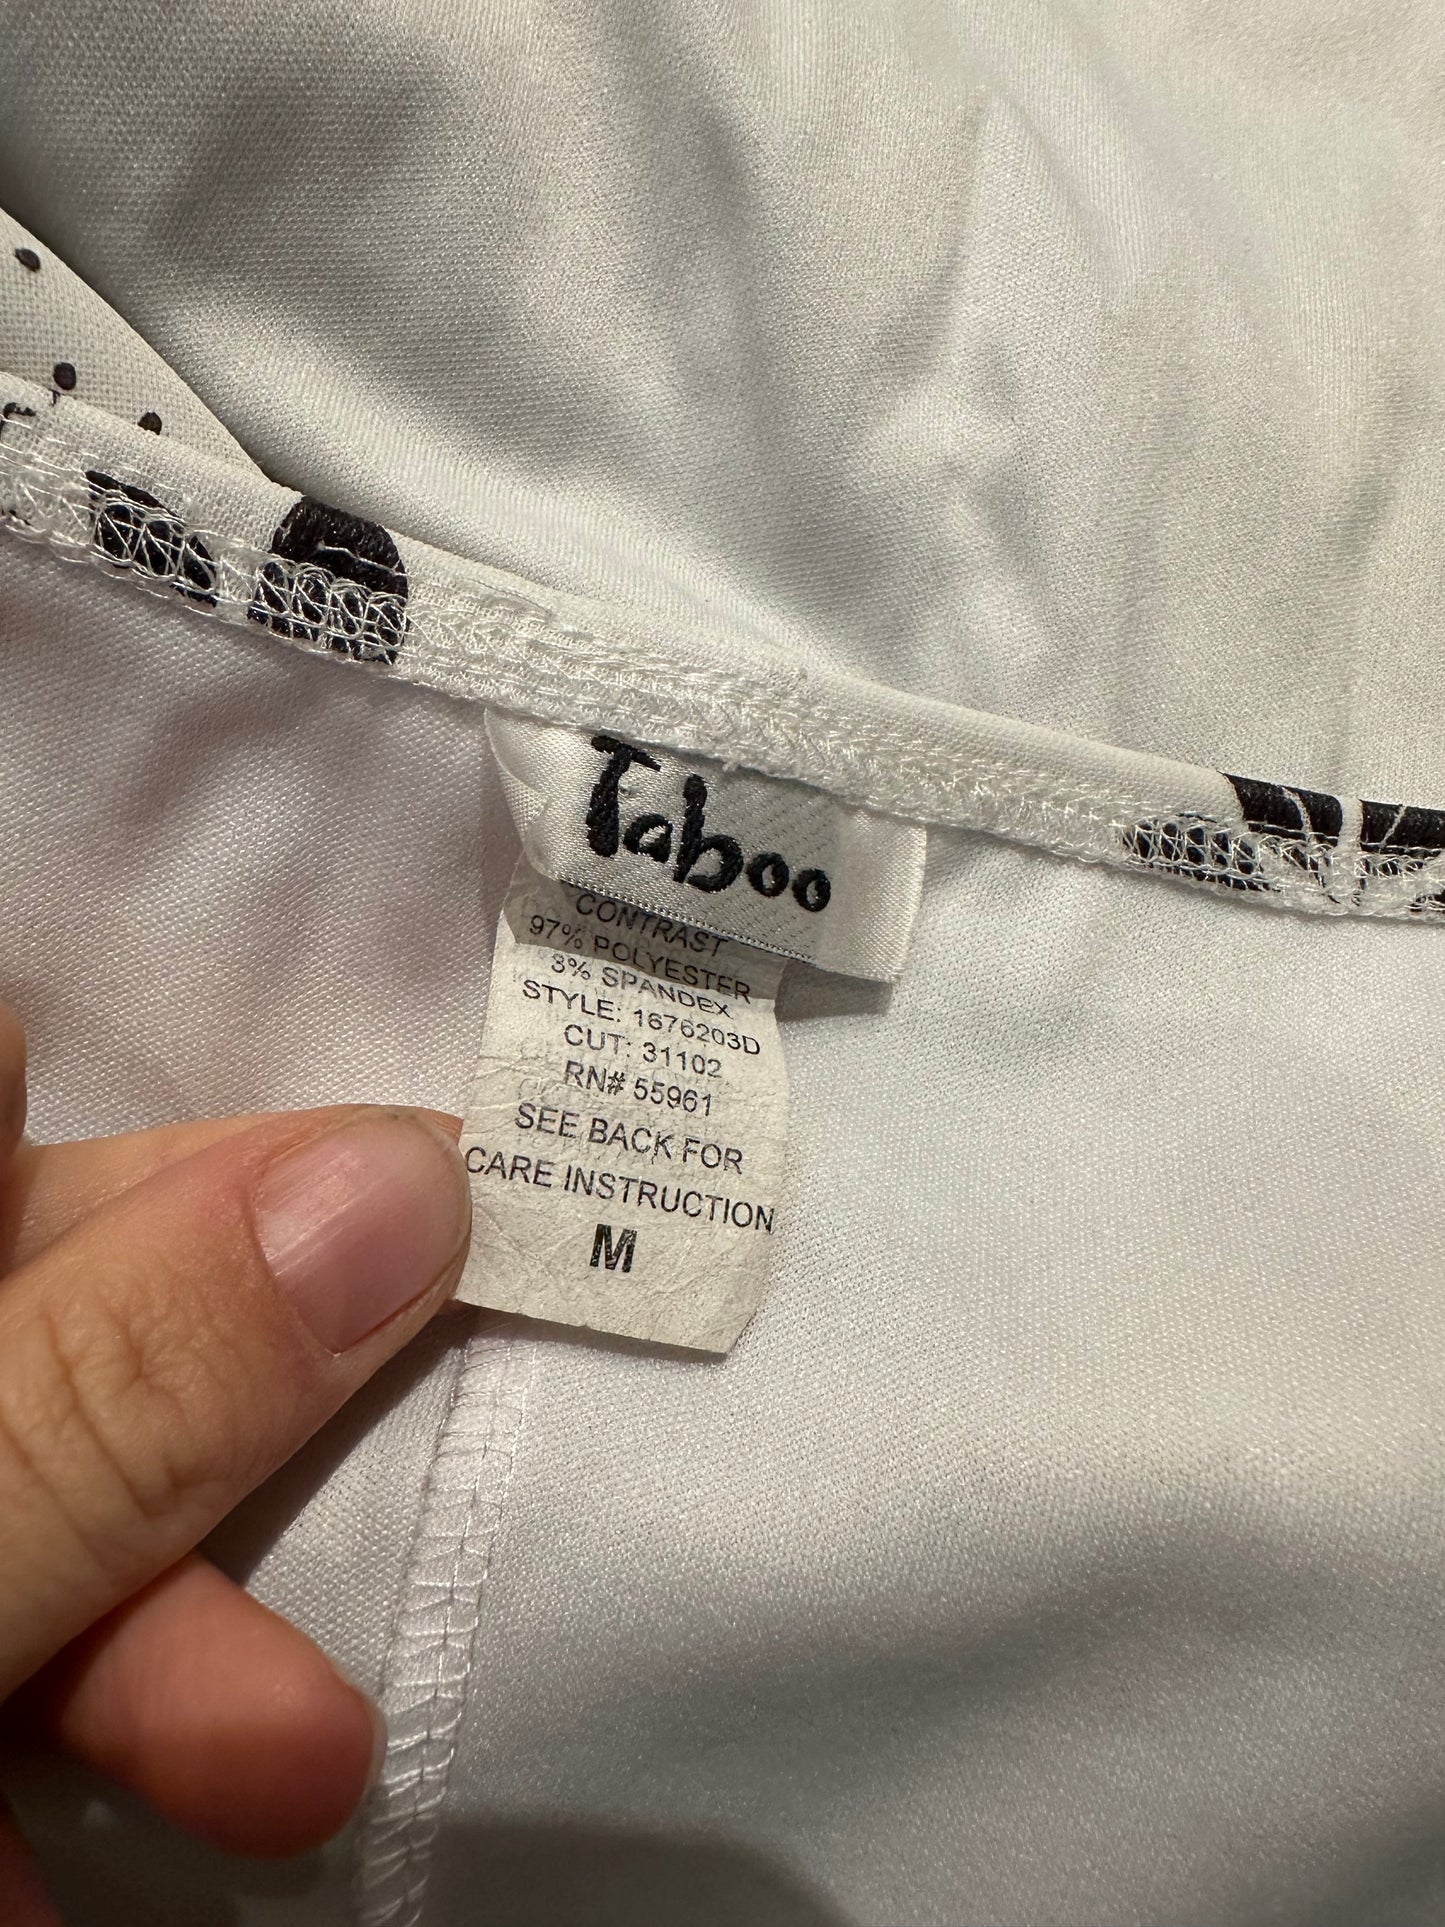 Taboo
CONTRAST
97% POLYESTER
3% SPANDEX
STYLE: 1676203D
CUT: 31102
RN# 55961
SEE BACK FOR
CARE INSTRUCTION
M